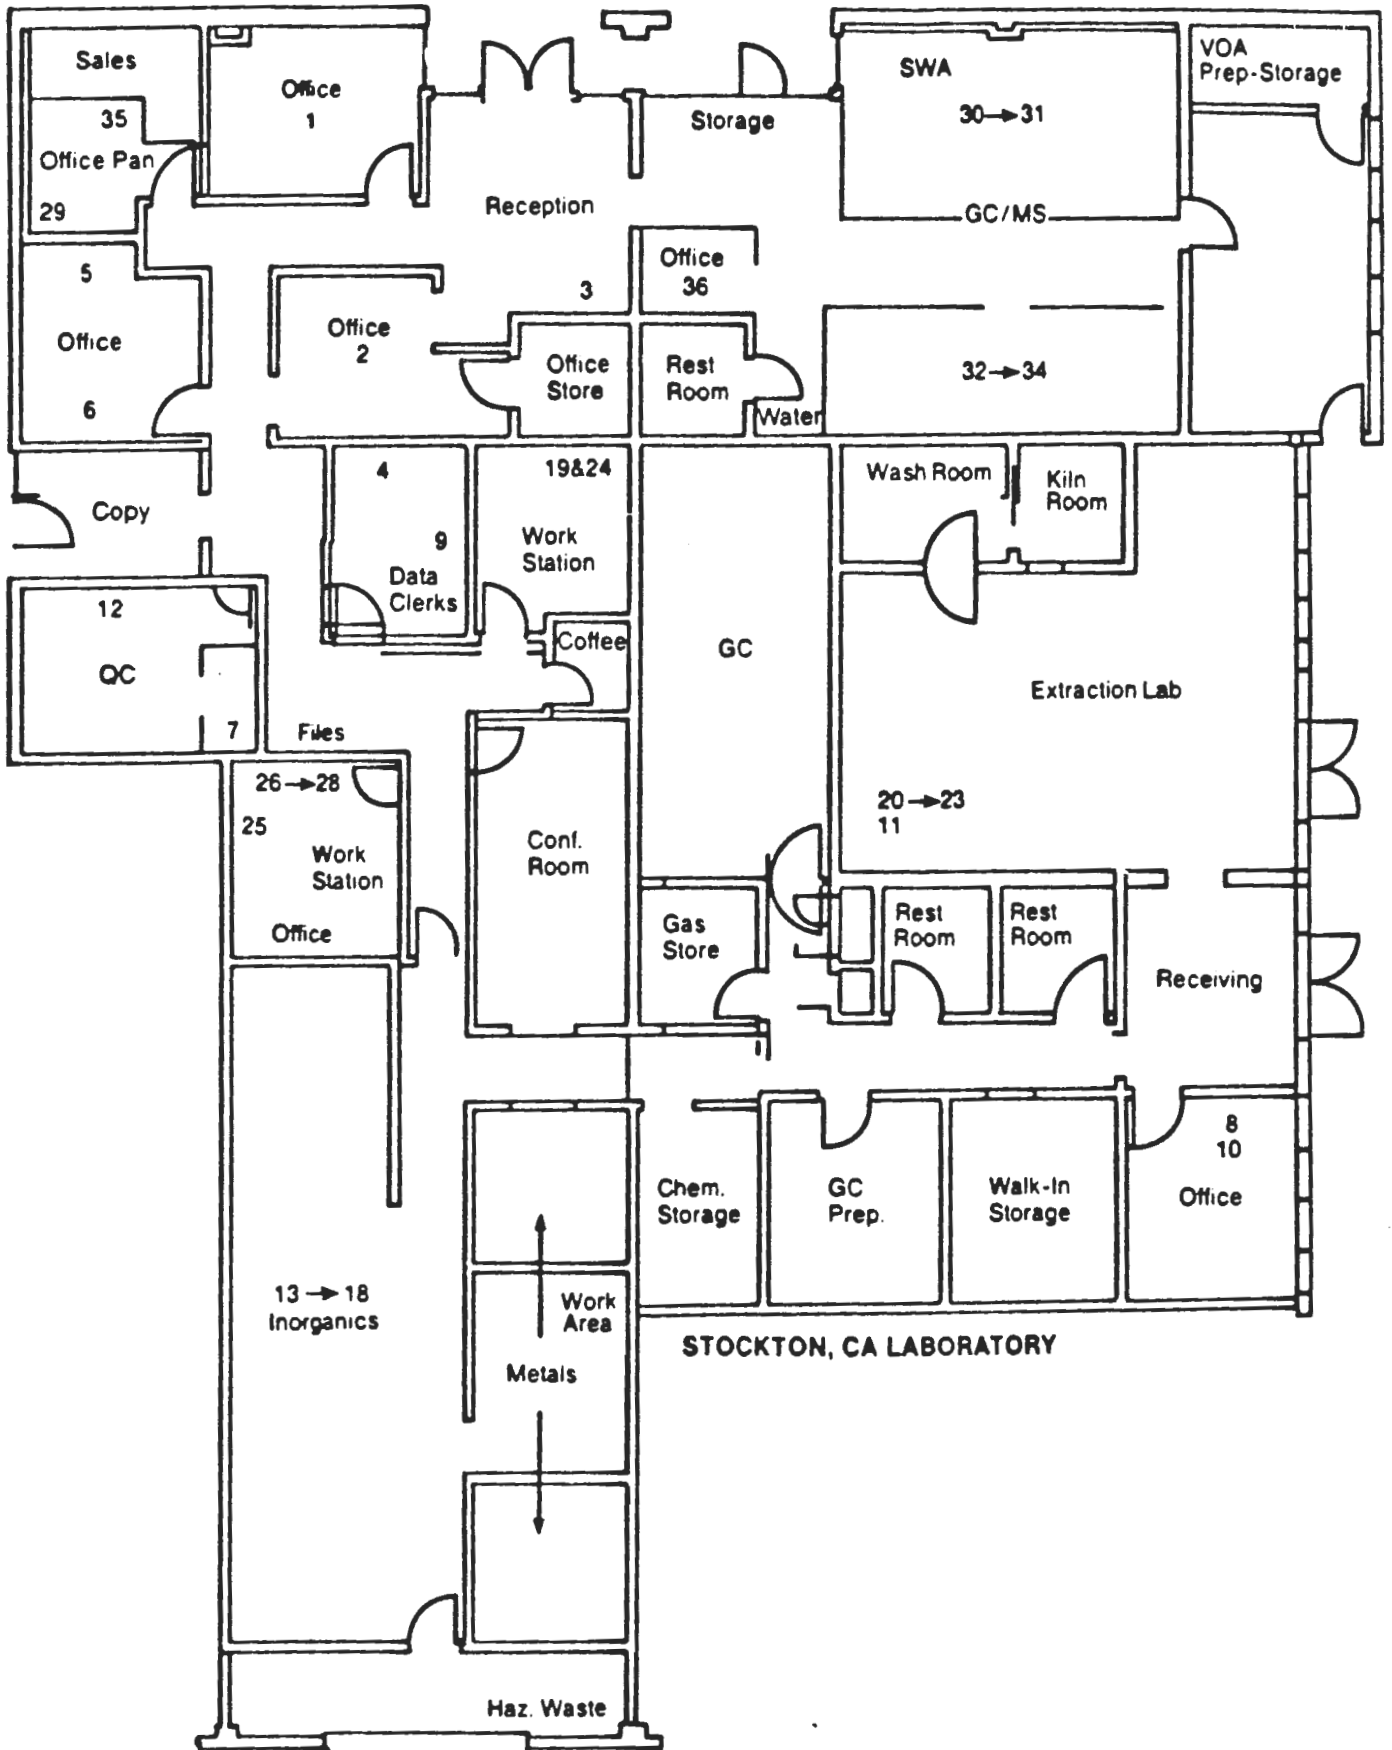 Sales
35
Office Pan
29
Office
1
Reception
3
Storage
SWA
30→31
GC/MS
VOA
Prep-Storage
5
Office
6
Office
2
Office
Store
Office
36
Rest
Room
Water
32→34
Copy
4
9
Data
Clerks
19&24
Work
Station
Coffee
GC
Wash Room
Kiln
Room
Extraction Lab
20→23
11
12
QC
7
Files
26→28
25
Work
Station
Office
Conf.
Room
Gas
Store
Rest
Room
Rest
Room
Receiving
Chem.
Storage
GC
Prep.
Walk-In
Storage
8
10
Office
13→18
Inorganics
Work
Area
Metals
STOCKTON, CA LABORATORY
Haz. Waste